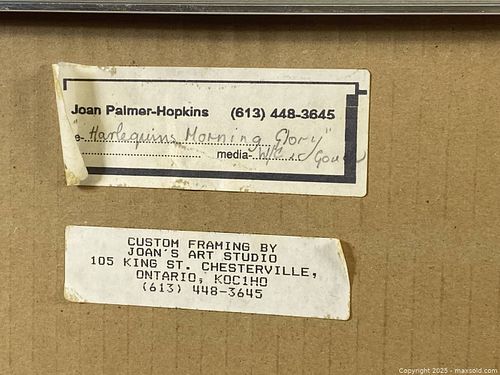 Joan Palmer-Hopkins (613) 448-3645
e- "Harlequins Morning Glory"
media- W/C
CUSTOM FRAMING BY
JOAN'S ART STUDIO
105 KING ST. CHESTERVILLE,
ONTARIO, K0C1H0
(613) 448-3645
Copyright 2025 - maxsold.com